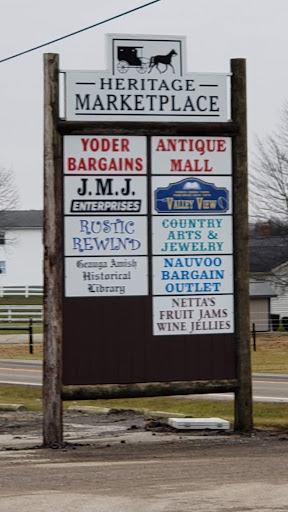 HERITAGE
MARKETPLACE
YODER
BARGAINS
J.M.J.
ENTERPRISES
RUSTIC
REWIND
Geauga Amish
Historical
Library
ANTIQUE
MALL
VALLEY VIEW
COUNTRY
ARTS &
JEWELRY
NAUVOO
BARGAIN
OUTLET
NETTA'S
FRUIT JAMS
WINE JELLIES